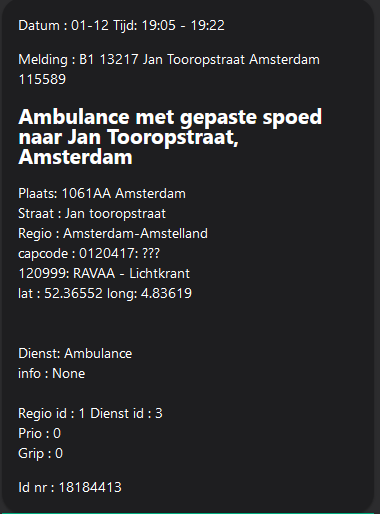 Datum : 01-12 Tijd: 19:05 - 19:22
Melding : B1 13217 Jan Tooropstraat Amsterdam
115589
Ambulance met gepaste spoed
naar Jan Tooropstraat,
Amsterdam
Plaats: 1061AA Amsterdam
Straat : Jan tooropstraat
Regio : Amsterdam-Amstelland
capcode : 0120417: ???
120999: RAVAA - Lichtkrant
lat : 52.36552 long: 4.83619
Dienst: Ambulance
info : None
Regio id : 1 Dienst id : 3
Prio : 0
Grip : 0
Id nr : 18184413